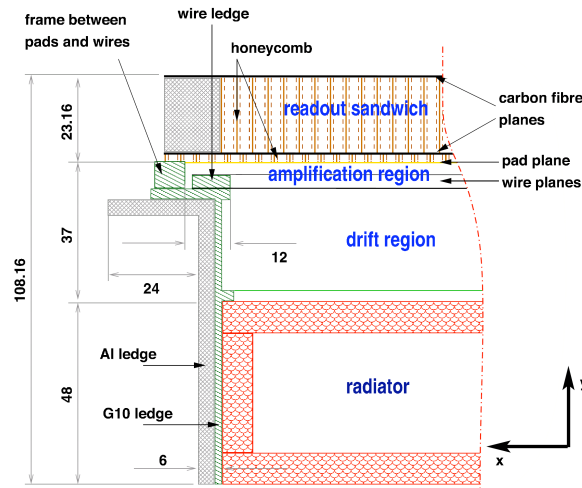 frame between
pads and wires
wire ledge
honeycomb
readout sandwich
carbon fibre
planes
pad plane
amplification region
wire planes
drift region
23.16
37
108.16
12
24
48
Al ledge
radiator
G10 ledge
6
x
y